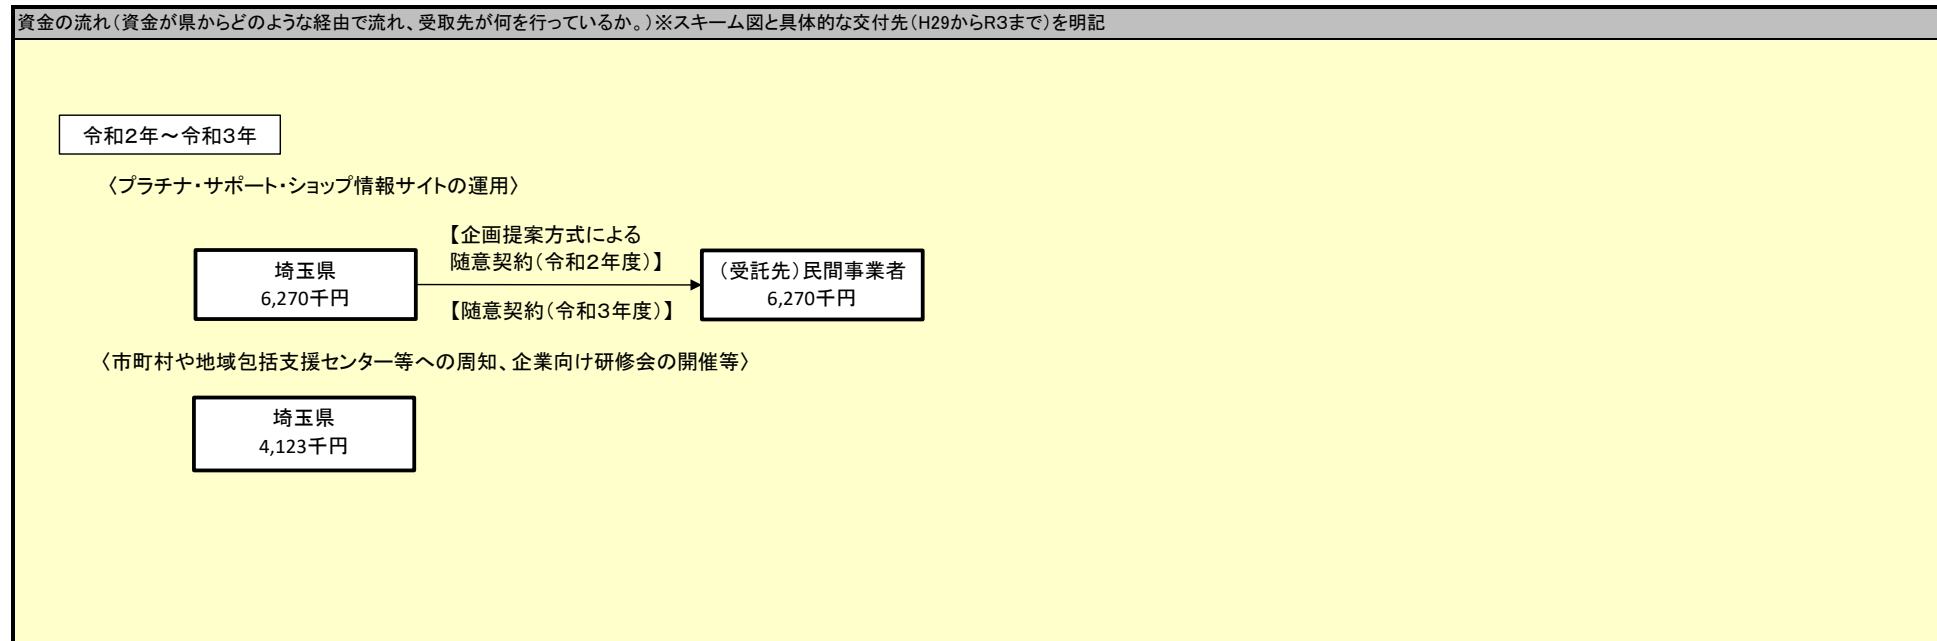 資金の流れ（資金が県からどのような経由で流れ、受取先が何を行っているか。）※スキーム図と具体的な交付先（H29からR3まで）を明記
令和２年～令和３年
〈プラチナ・サポート・ショップ情報サイトの運用〉
【企画提案方式による
随意契約（令和２年度）】
埼玉県
6,270千円
（受託先）民間事業者
6,270千円
【随意契約（令和３年度）】
〈市町村や地域包括支援センター等への周知、企業向け研修会の開催等〉
埼玉県
4,123千円